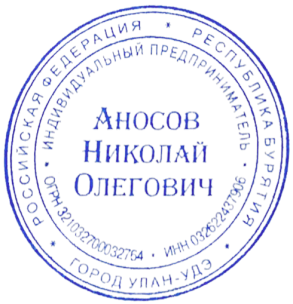 РОССИЙСКАЯ ФЕДЕРАЦИЯ * РЕСПУБЛИКА БУРЯТИЯ *
ГОРОД УЛАН-УДЭ *
ИНДИВИДУАЛЬНЫЙ ПРЕДПРИНИМАТЕЛЬ
ОГРН 321032700032754 • ИНН 032622437906 •
АНОСОВ
НИКОЛАЙ
ОЛЕГОВИЧ